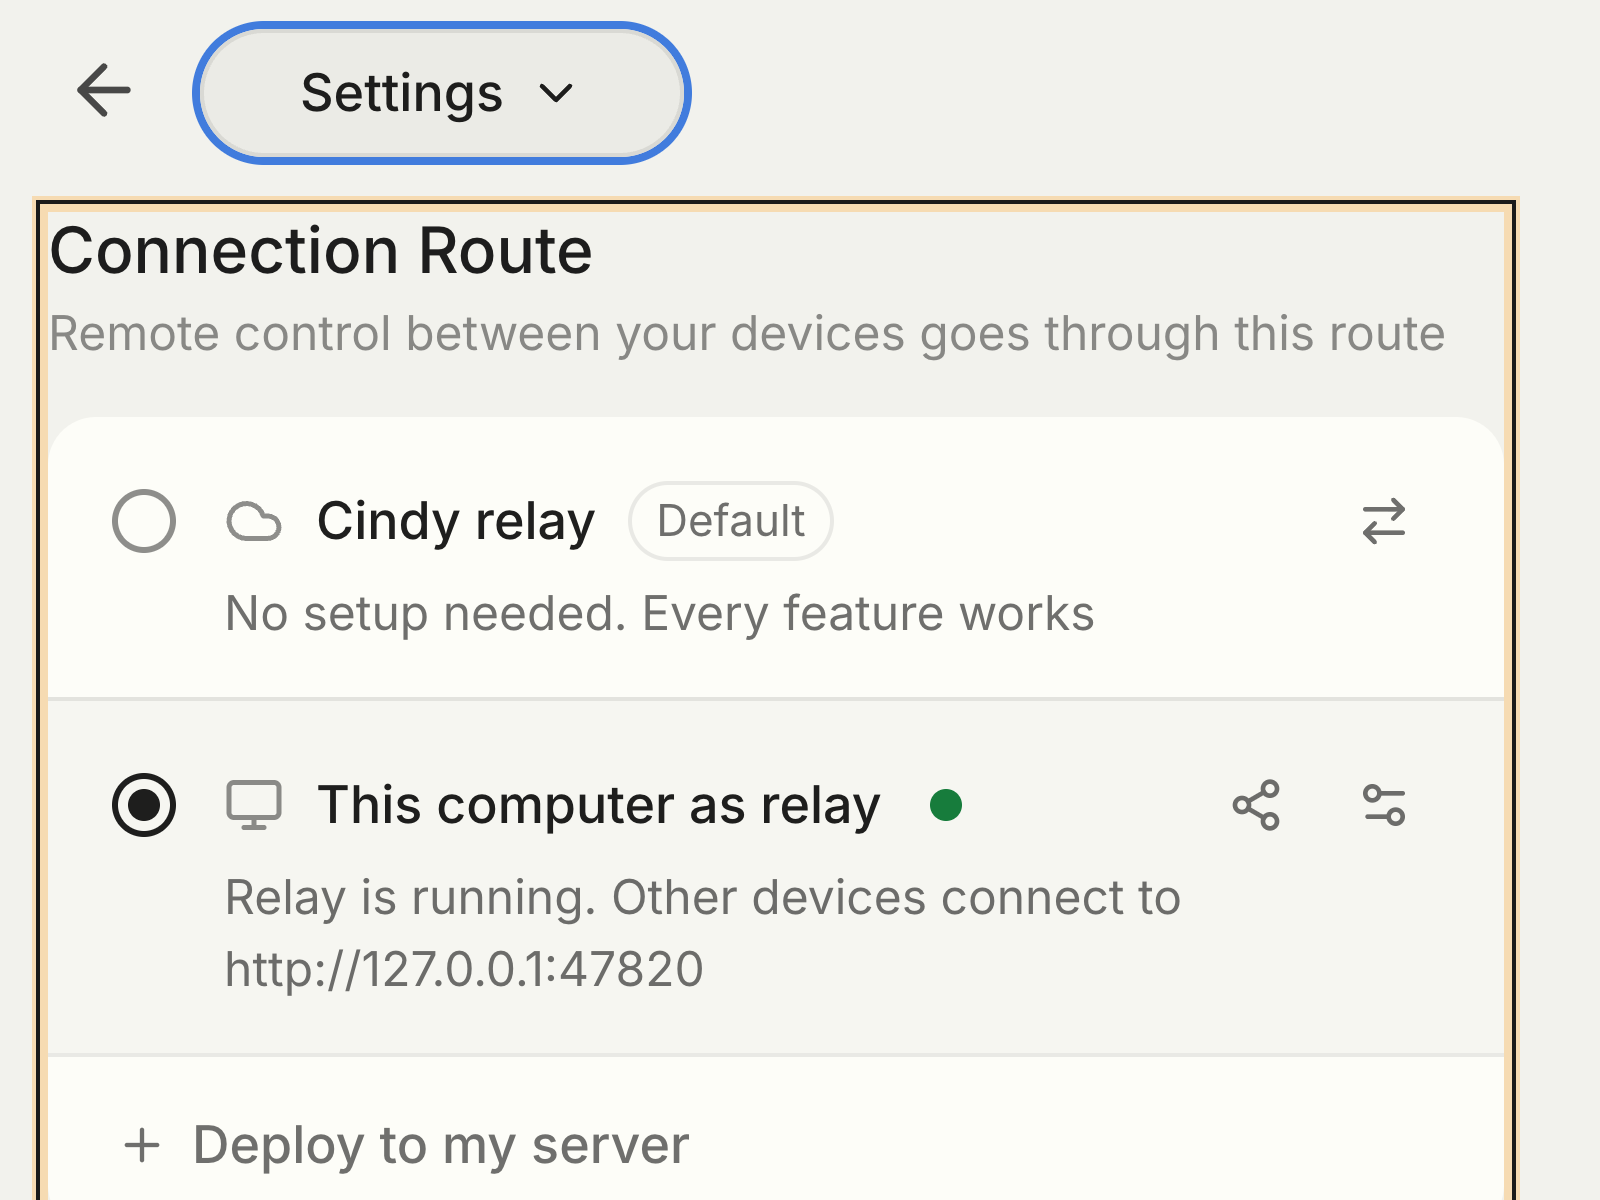 Settings
Connection Route
Remote control between your devices goes through this route
Cindy relay Default
No setup needed. Every feature works
This computer as relay
Relay is running. Other devices connect to
http://127.0.0.1:47820
Deploy to my server